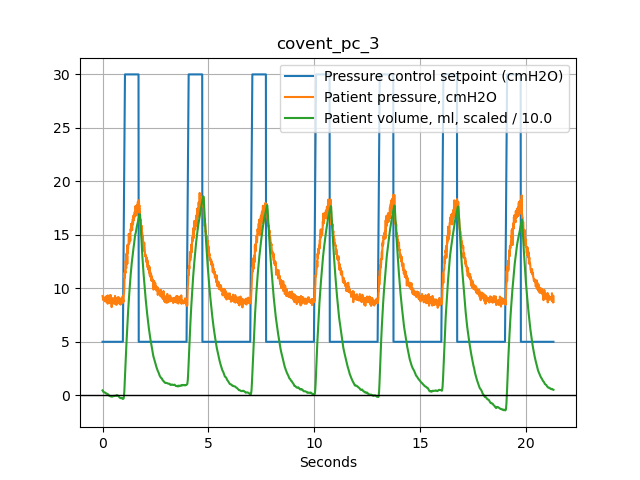 covent_pc_3
Pressure control setpoint (cmH2O)
Patient pressure, cmH2O
Patient volume, ml, scaled / 10.0
30
25
20
15
10
5
0
0 5 10 15 20
Seconds